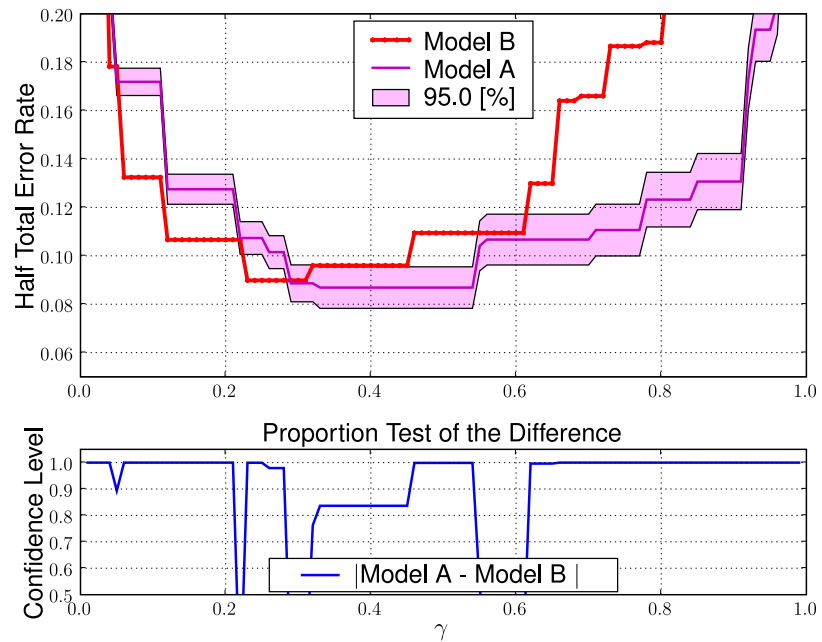 0.20
0.18
0.16
0.14
0.12
0.10
0.08
0.06
Half Total Error Rate
Model B
Model A
95.0 [%]
0.0 0.2 0.4 0.6 0.8 1.0
Proportion Test of the Difference
1.0
0.9
0.8
0.7
0.6
0.5
Confidence Level
|Model A - Model B |
0.0 0.2 0.4 0.6 0.8 1.0
γ